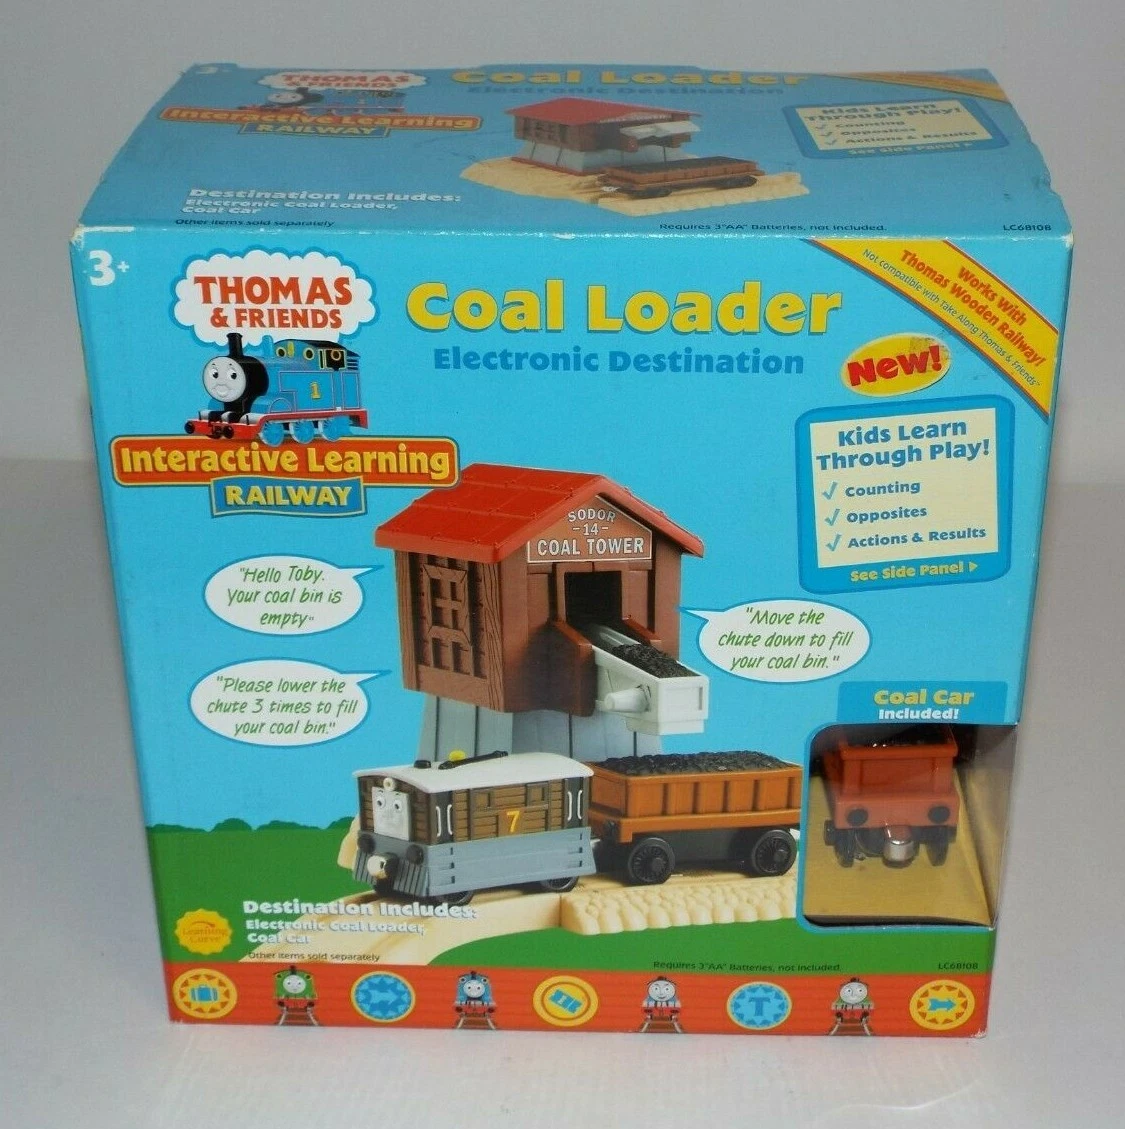 3+
THOMAS
& FRIENDS
Interactive Learning
RAILWAY
Coal Loader
Electronic Destination
Kids Learn
Through Play!
✓ Counting
✓ Opposites
✓ Actions & Results
See Side Panel ▶
Destination Includes:
Electronic Coal Loader,
Coal Car
Other items sold separately
Requires 3"AA" Batteries, not included.
LC68108
3+
THOMAS
& FRIENDS
1
Interactive Learning
RAILWAY
Coal Loader
Electronic Destination
Works with
Thomas Wooden Railway!
Not compatible with Take Along Thomas & Friends™
New!
Kids Learn
Through Play!
✓ Counting
✓ Opposites
✓ Actions & Results
See Side Panel ▶
SODOR
-14-
COAL TOWER
"Hello Toby.
Your coal bin is
empty"
"Please lower the
chute 3 times to fill
your coal bin."
"Move the
chute down to fill
your coal bin."
Coal Car
Included!
7
Destination Includes:
Electronic Coal Loader,
Coal Car
Other items sold separately
Learning
Curve
Requires 3"AA" Batteries, not included.
LC68108
T